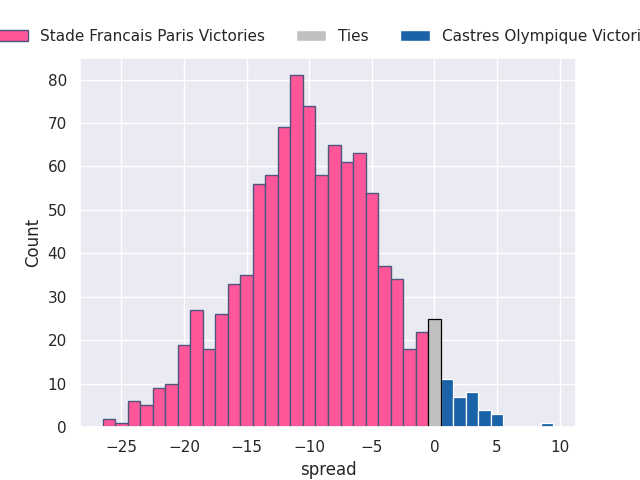 Stade Francais Paris Victories Ties Castres Olympique Victori
80
70
60
50
40
30
20
10
0
Count
−25 −20 −15 −10 −5 0 5 10
spread